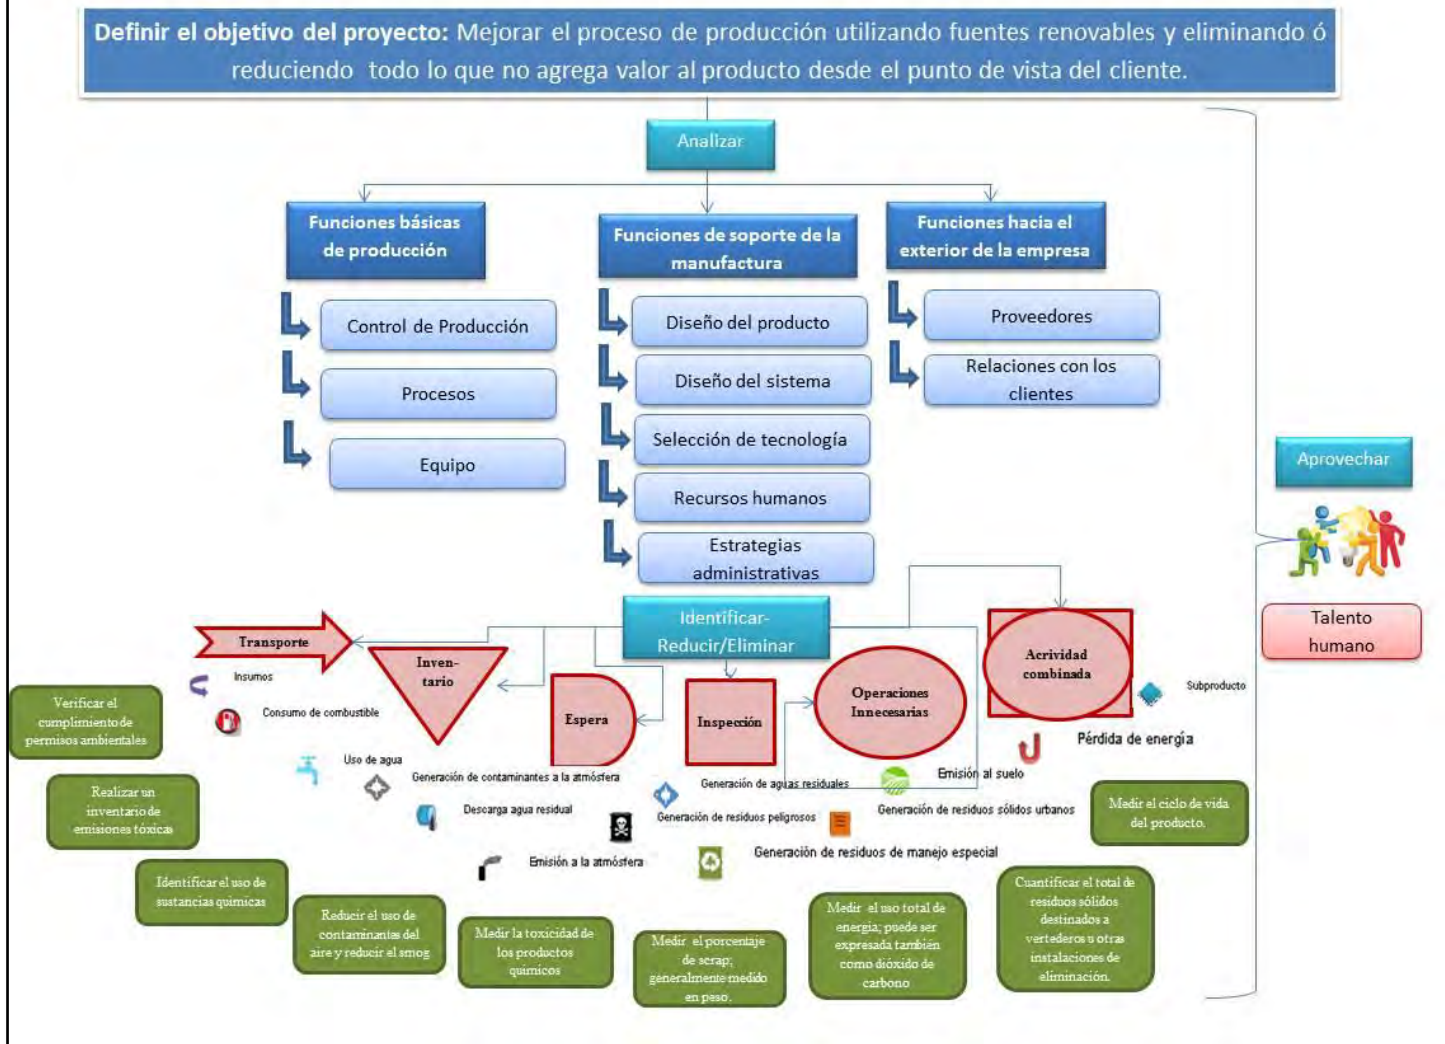 Definir el objetivo del proyecto: Mejorar el proceso de producción utilizando fuentes renovables y eliminando ó
reduciendo todo lo que no agrega valor al producto desde el punto de vista del cliente.
Analizar
Funciones básicas
de producción
Funciones de soporte de la
manufactura
Funciones hacia el
exterior de la empresa
Control de Producción
Procesos
Equipo
Diseño del producto
Diseño del sistema
Selección de tecnología
Recursos humanos
Estrategias
administrativas
Proveedores
Relaciones con los
clientes
Aprovechar
Talento
humano
Identificar-
Reducir/Eliminar
Transporte
Inven-
tario
Espera
Inspección
Operaciones
Innecesarias
Acrividad
combinada
Insumos
Consumo de combustible
Uso de agua
Generación de contaminantes a la atmósfera
Descarga agua residual
Emisión a la atmósfera
Generación de aguas residuales
Generación de residuos peligrosos
Generación de residuos de manejo especial
Emisión al suelo
Generación de residuos sólidos urbanos
Pérdida de energía
Subproducto
Verificar el
cumplimiento de
permisos ambientales
Realizar un
inventario de
emisiones tóxicas
Identificar el uso de
sustancias quimicas
Reducir el uso de
contaminantes del
aire y reducir el smog
Medir la toxicidad de
los productos
quimicos
Medir el porcentaje
de scrap;
generalmente medido
en peso.
Medir el uso total de
energía; puede ser
expresada también
como dióxido de
carbono
Cuantificar el total de
residuos sólidos
destinados a
vertederos u otras
instalaciones de
eliminación.
Medir el ciclo de vida
del producto.